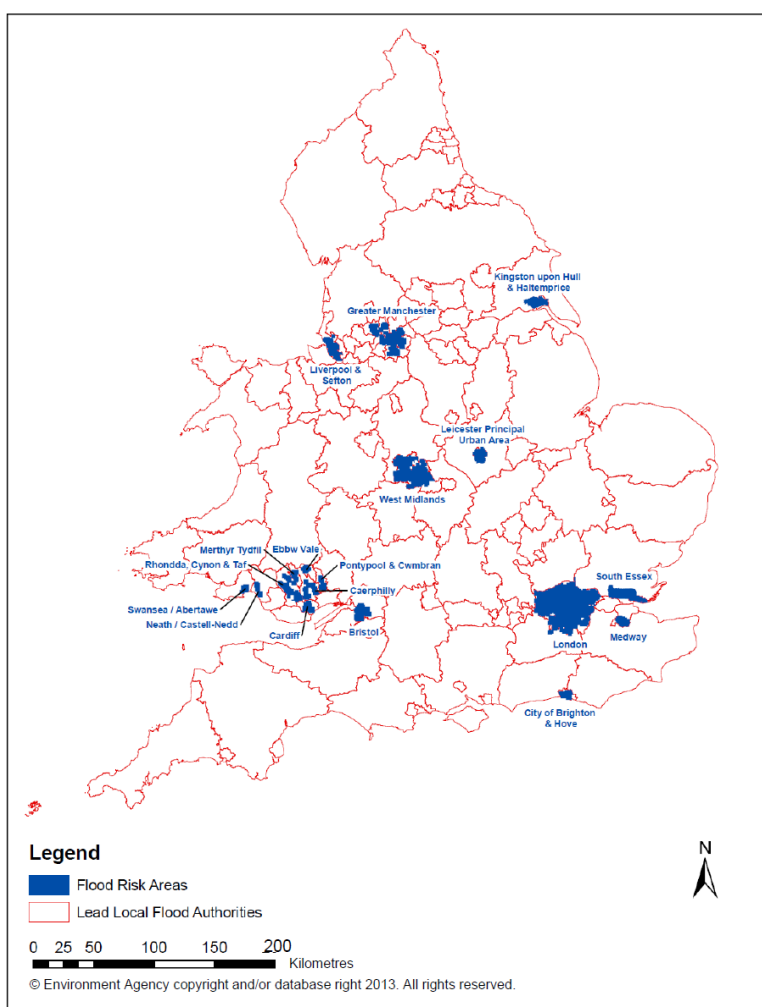 Kingston upon Hull
& Haltemprice
Greater Manchester
Liverpool &
Sefton
Leicester Principal
Urban Area
West Midlands
Merthyr Tydfil
Ebbw Vale
Rhondda, Cynon & Taf
Pontypool & Cwmbran
Caerphilly
Swansea / Abertawe
Neath / Castell-Nedd
Cardiff
Bristol
South Essex
London
Medway
City of Brighton
& Hove
Legend
Flood Risk Areas
Lead Local Flood Authorities
N
0 25 50 100 150 200
Kilometres
© Environment Agency copyright and/or database right 2013. All rights reserved.